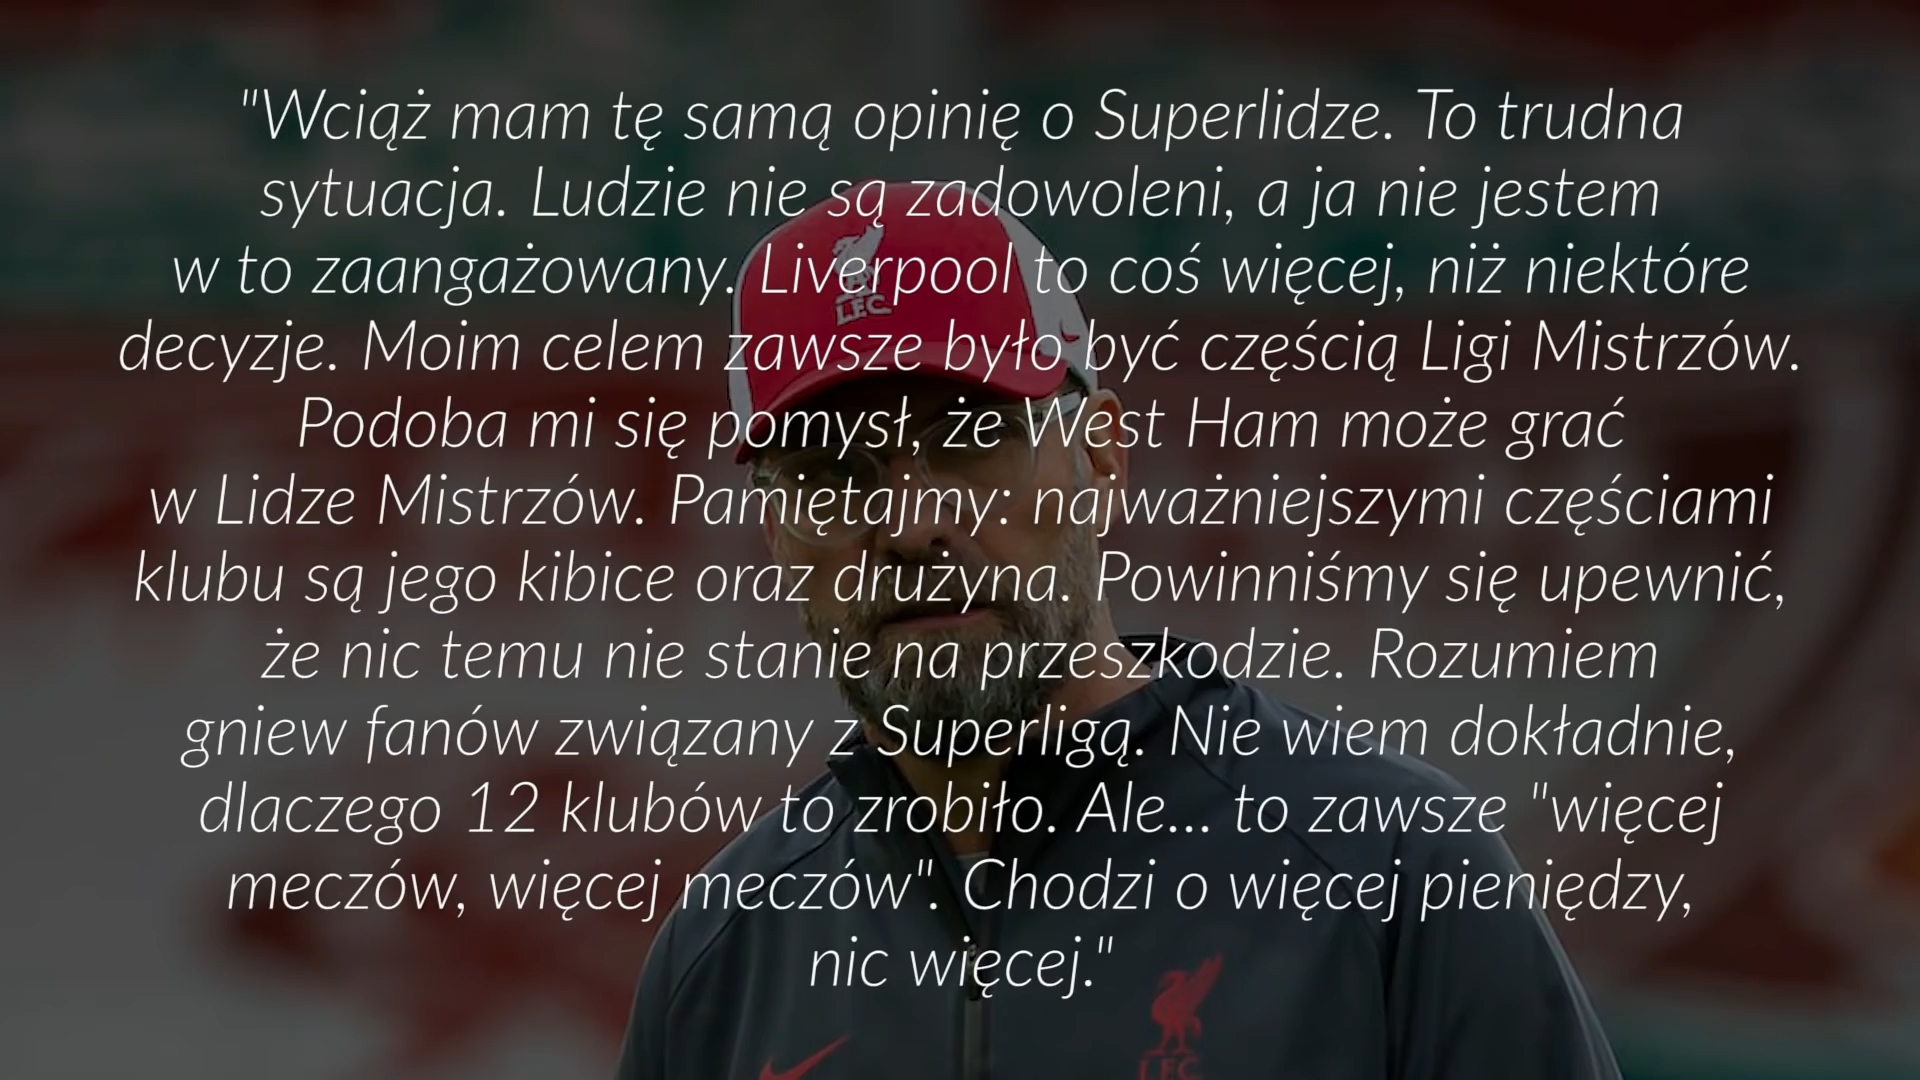 "Wciąż mam tę samą opinię o Superlidze. To trudna
sytuacja. Ludzie nie są zadowoleni, a ja nie jestem
w to zaangażowany. Liverpool to coś więcej, niż niektóre
decyzje. Moim celem zawsze było być częścią Ligi Mistrzów.
Podoba mi się pomysł, że West Ham może grać
w Lidze Mistrzów. Pamiętajmy: najważniejszymi częściami
klubu są jego kibice oraz drużyna. Powinniśmy się upewnić,
że nic temu nie stanie na przeszkodzie. Rozumiem
gniew fanów związany z Superligą. Nie wiem dokładnie,
dlaczego 12 klubów to zrobiło. Ale... to zawsze "więcej
meczów, więcej meczów". Chodzi o więcej pieniędzy,
nic więcej."
LFC
LFC